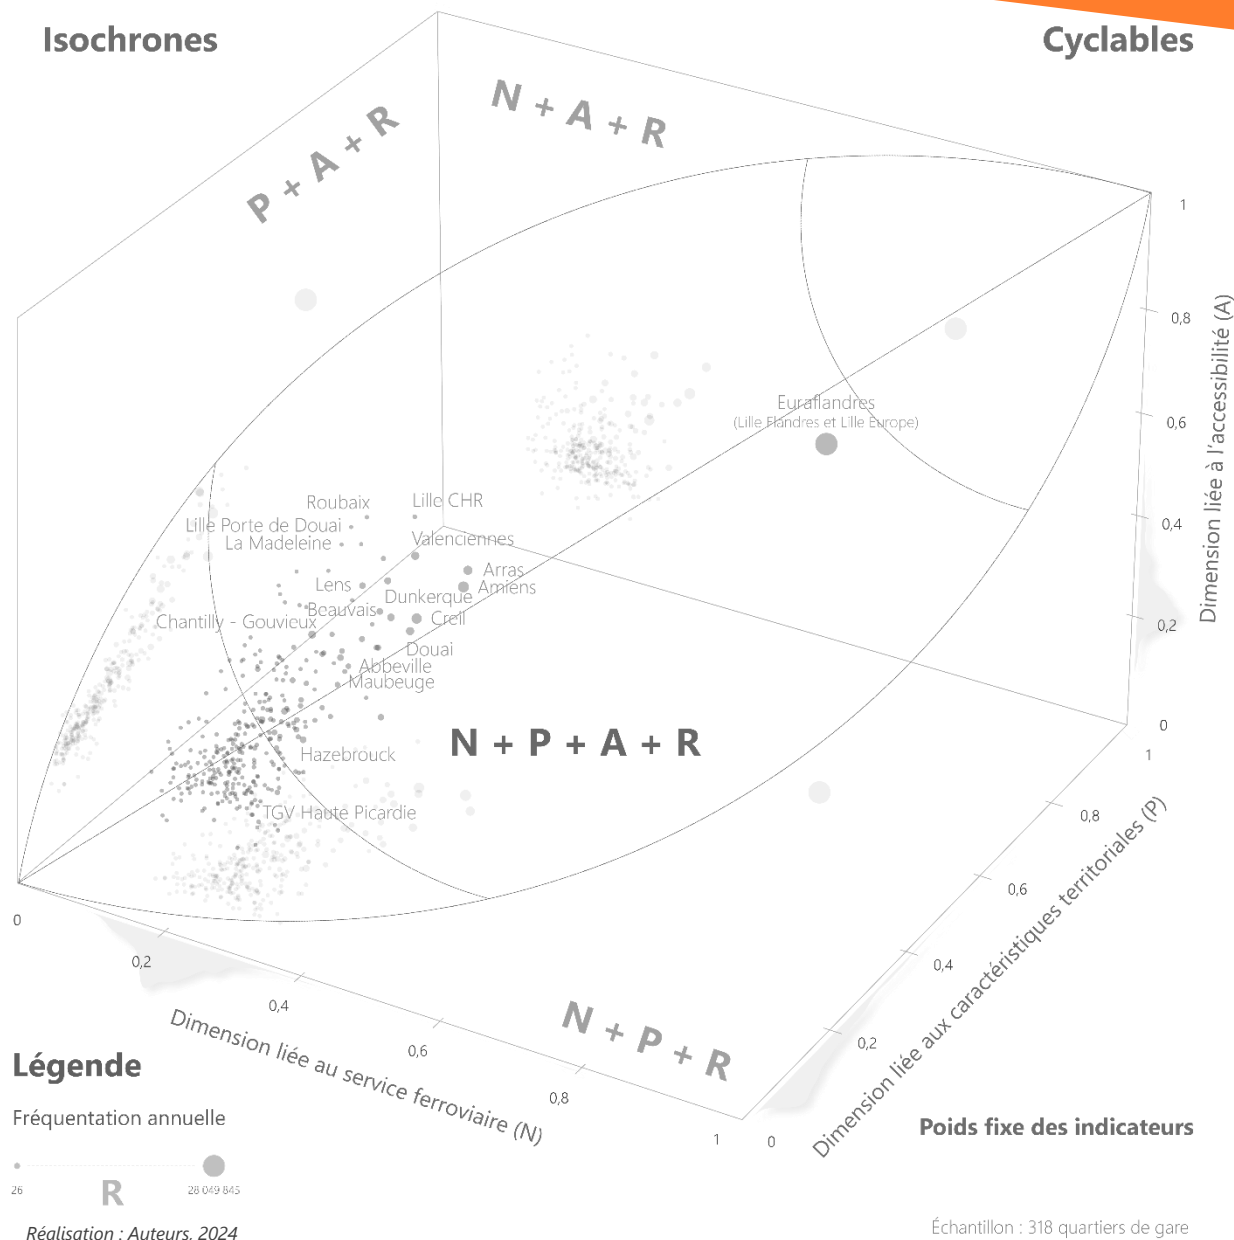 Isochrones
Cyclables
N + A + R
P + A + R
1
0,8
0,6
0,4
0,2
0
Dimension liée à l'accessibilité (A)
Euraflandres
(Lille Flandres et Lille Europe)
Roubaix
Lille CHR
Lille Porte de Douai
La Madeleine
Valenciennes
Arras
Lens
Amiens
Dunkerque
Beauvais
Chantilly - Gouvieux
Creil
Douai
Abbeville
Maubeuge
N + P + A + R
Hazebrouck
TGV Haute Picardie
1
0,8
0,6
0,4
0,2
0
Dimension liée aux caractéristiques territoriales (P)
0
0,2
0,4
0,6
0,8
1
Dimension liée au service ferroviaire (N)
N + P + R
Légende
Fréquentation annuelle
26
R
28 049 845
Réalisation : Auteurs, 2024
Poids fixe des indicateurs
Échantillon : 318 quartiers de gare